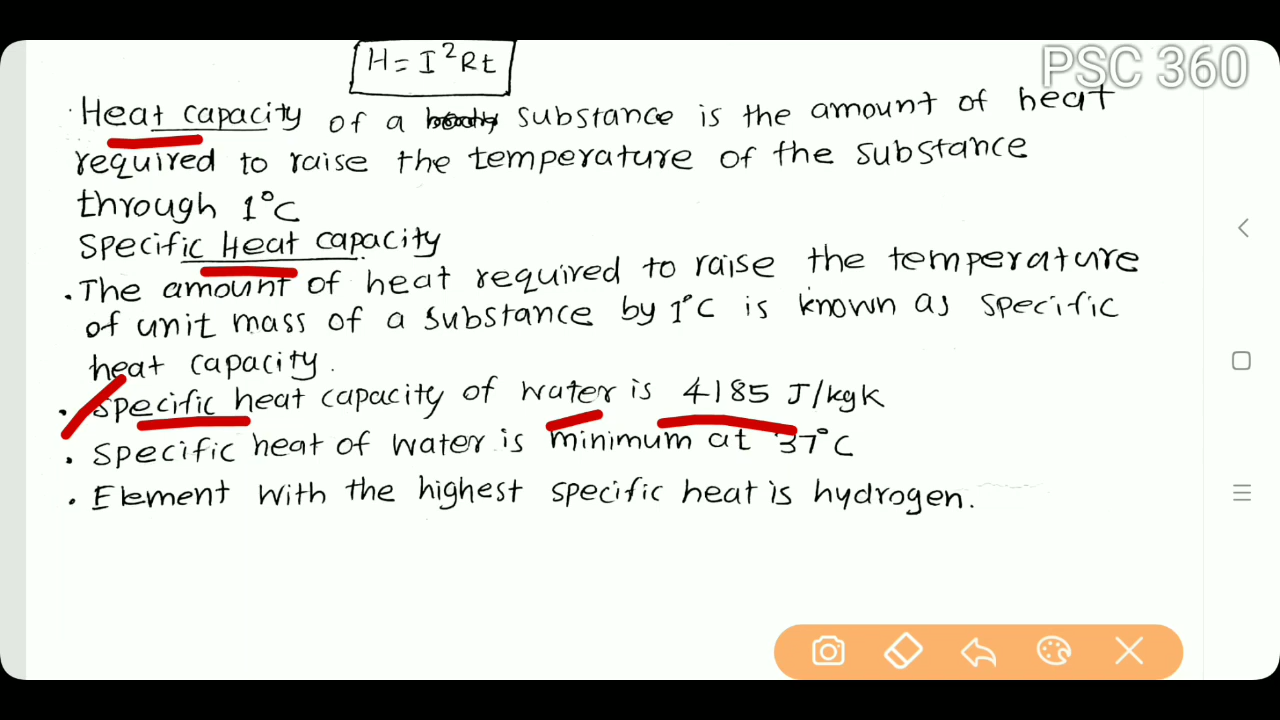 H = I²Rt
PSC 360
Heat capacity of a body substance is the amount of heat
required to raise the temperature of the substance
through 1°C
Specific Heat capacity
• The amount of heat required to raise the temperature
of unit mass of a substance by 1°C is known as specific
heat capacity.
• Specific heat capacity of water is 4185 J/kgK
• Specific heat of water is minimum at 37°C
• Element with the highest specific heat is hydrogen.